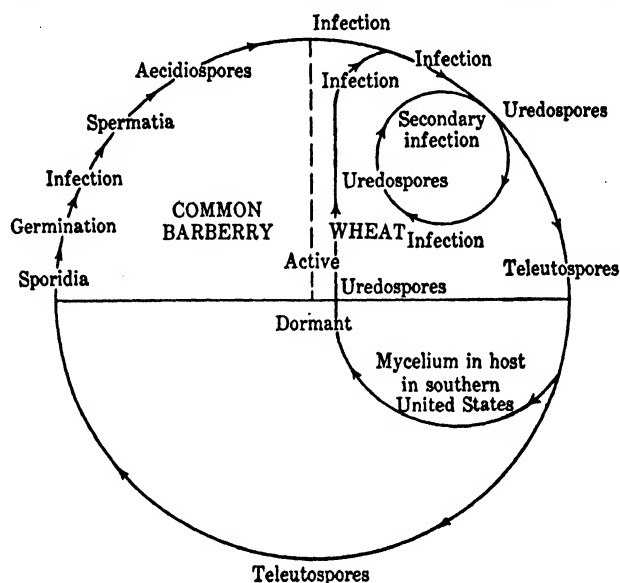 Infection
Aecidiospores
Infection
Infection
Spermatia
Secondary
infection
Uredospores
Infection
Uredospores
COMMON
BARBERRY
WHEAT
Germination
Infection
Active
Teleutospores
Sporidia
Uredospores
Dormant
Mycelium in host
in southern
United States
Teleutospores